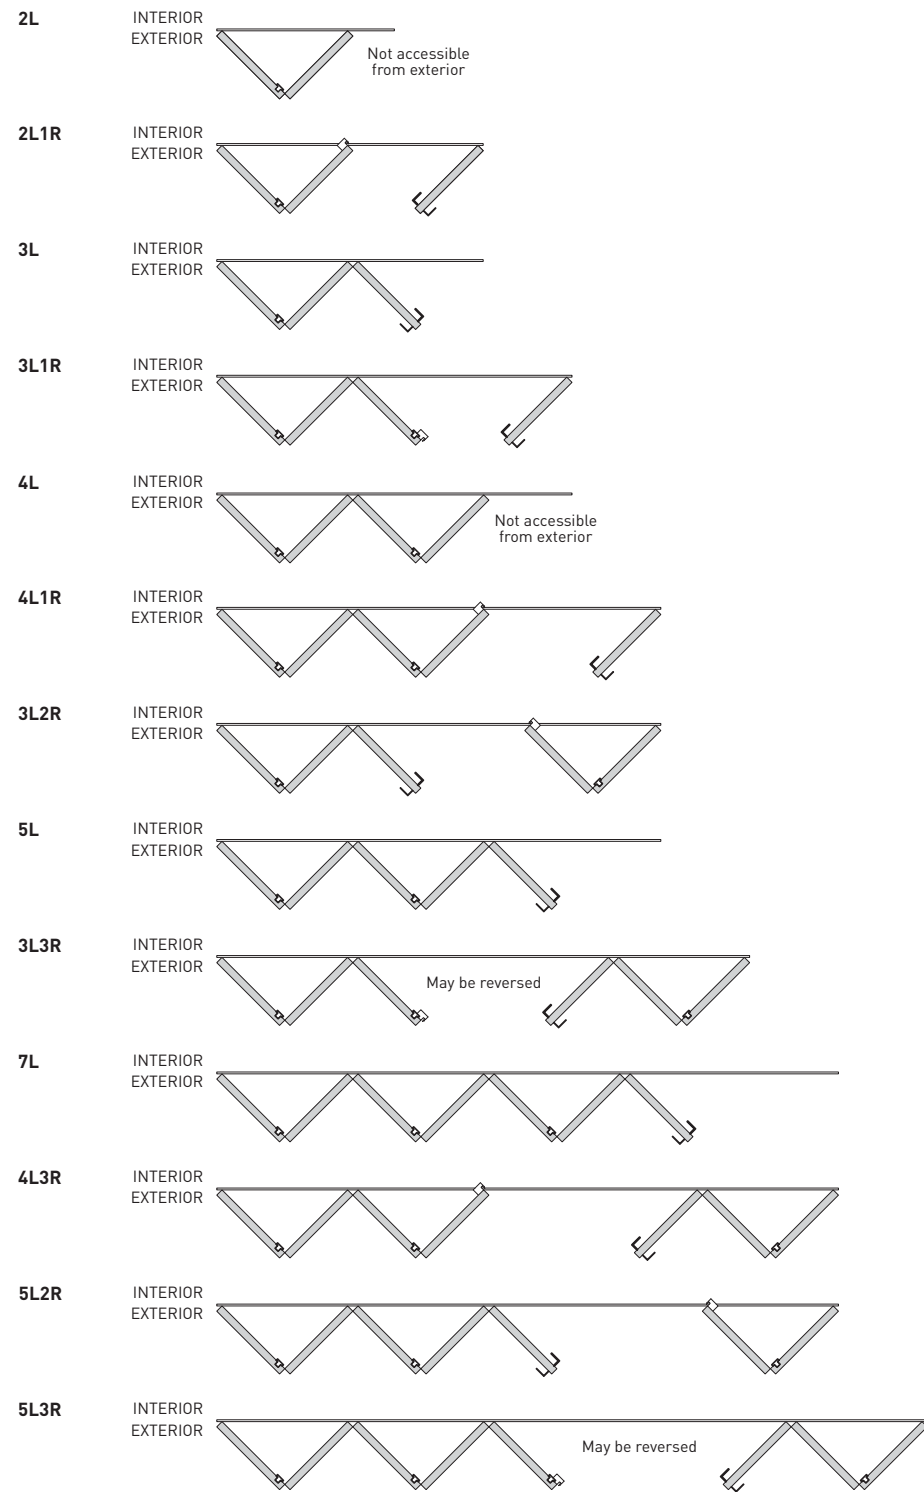 2L INTERIOR
EXTERIOR
Not accessible
from exterior
2L1R INTERIOR
EXTERIOR
3L INTERIOR
EXTERIOR
3L1R INTERIOR
EXTERIOR
4L INTERIOR
EXTERIOR
Not accessible
from exterior
4L1R INTERIOR
EXTERIOR
3L2R INTERIOR
EXTERIOR
5L INTERIOR
EXTERIOR
3L3R INTERIOR
EXTERIOR
May be reversed
7L INTERIOR
EXTERIOR
4L3R INTERIOR
EXTERIOR
5L2R INTERIOR
EXTERIOR
5L3R INTERIOR
EXTERIOR
May be reversed